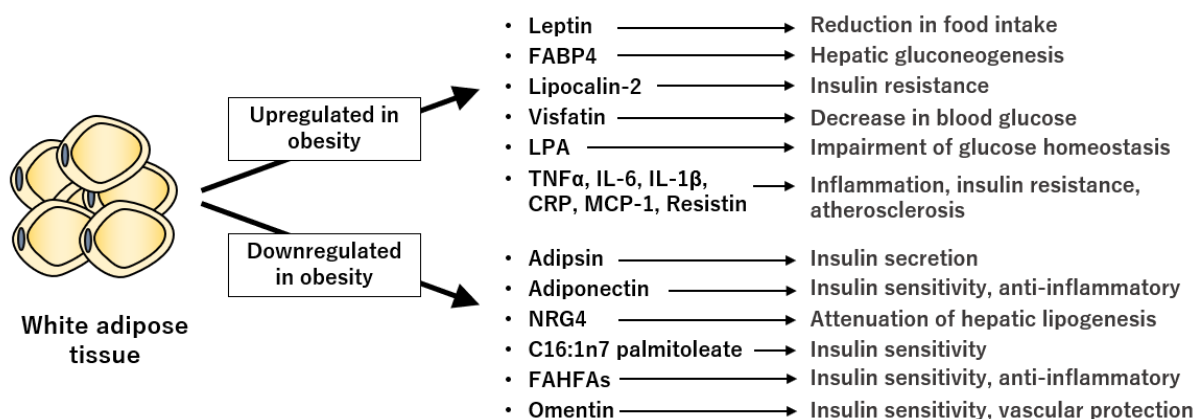 White adipose
tissue
Upregulated in
obesity
Downregulated
in obesity
• Leptin → Reduction in food intake
• FABP4 → Hepatic gluconeogenesis
• Lipocalin-2 → Insulin resistance
• Visfatin → Decrease in blood glucose
• LPA → Impairment of glucose homeostasis
• TNFα, IL-6, IL-1β,
CRP, MCP-1, Resistin → Inflammation, insulin resistance,
atherosclerosis
• Adipsin → Insulin secretion
• Adiponectin → Insulin sensitivity, anti-inflammatory
• NRG4 → Attenuation of hepatic lipogenesis
• C16:1n7 palmitoleate → Insulin sensitivity
• FAHFAs → Insulin sensitivity, anti-inflammatory
• Omentin → Insulin sensitivity, vascular protection